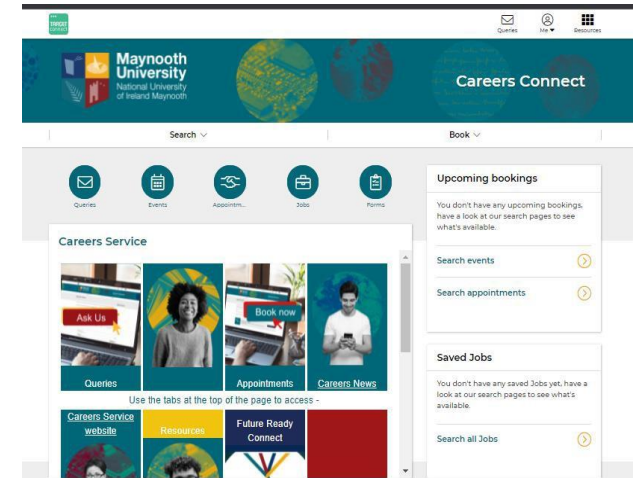 TARGET
connect
Queries
Me ▼
Resources
Maynooth
University
National University
of Ireland Maynooth
Careers Connect
Search
Book
Queries
Events
Appointm...
Jobs
Forms
Careers Service
Ask Us
Book now
Queries
Appointments
Careers News
Use the tabs at the top of the page to access -
Careers Service
website
Resources
Future Ready
Connect
Upcoming bookings
You don't have any upcoming bookings,
have a look at our search pages to see
what's available.
Search events
Search appointments
Saved Jobs
You don't have any saved Jobs yet, have a
look at our search pages to see what's
available.
Search all Jobs